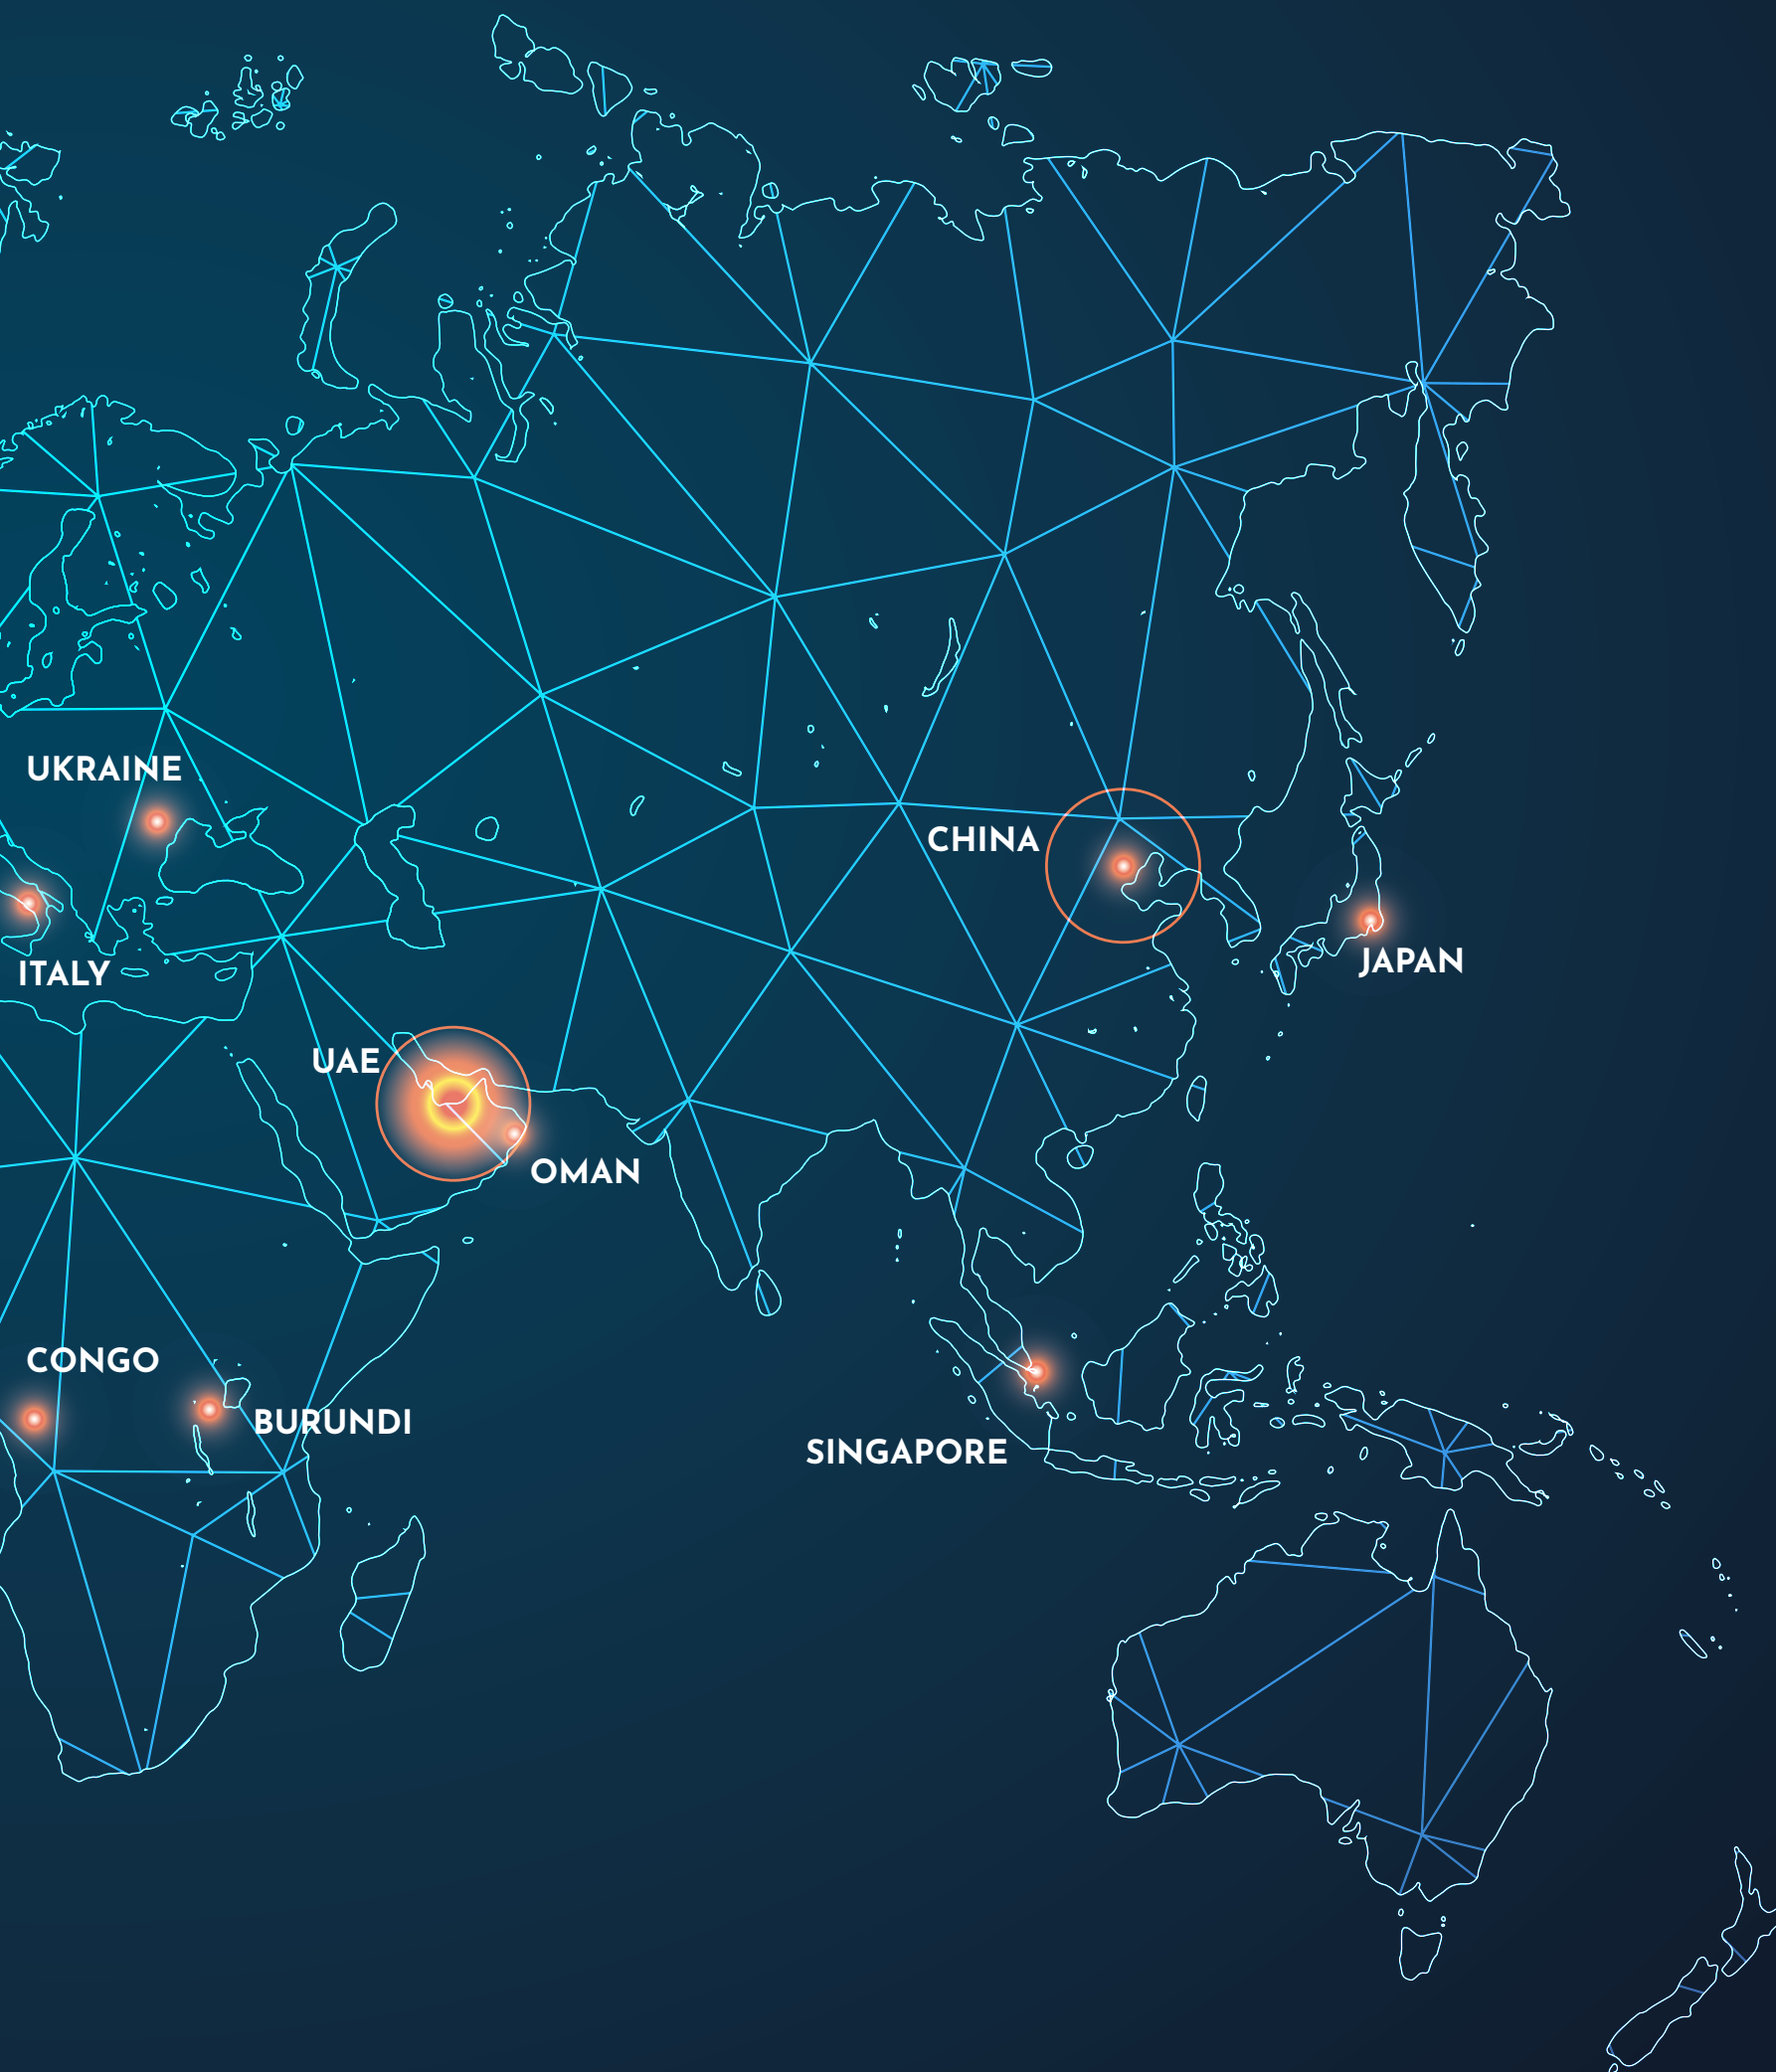 UKRAINE
CHINA
JAPAN
ITALY
UAE
OMAN
CONGO
BURUNDI
SINGAPORE